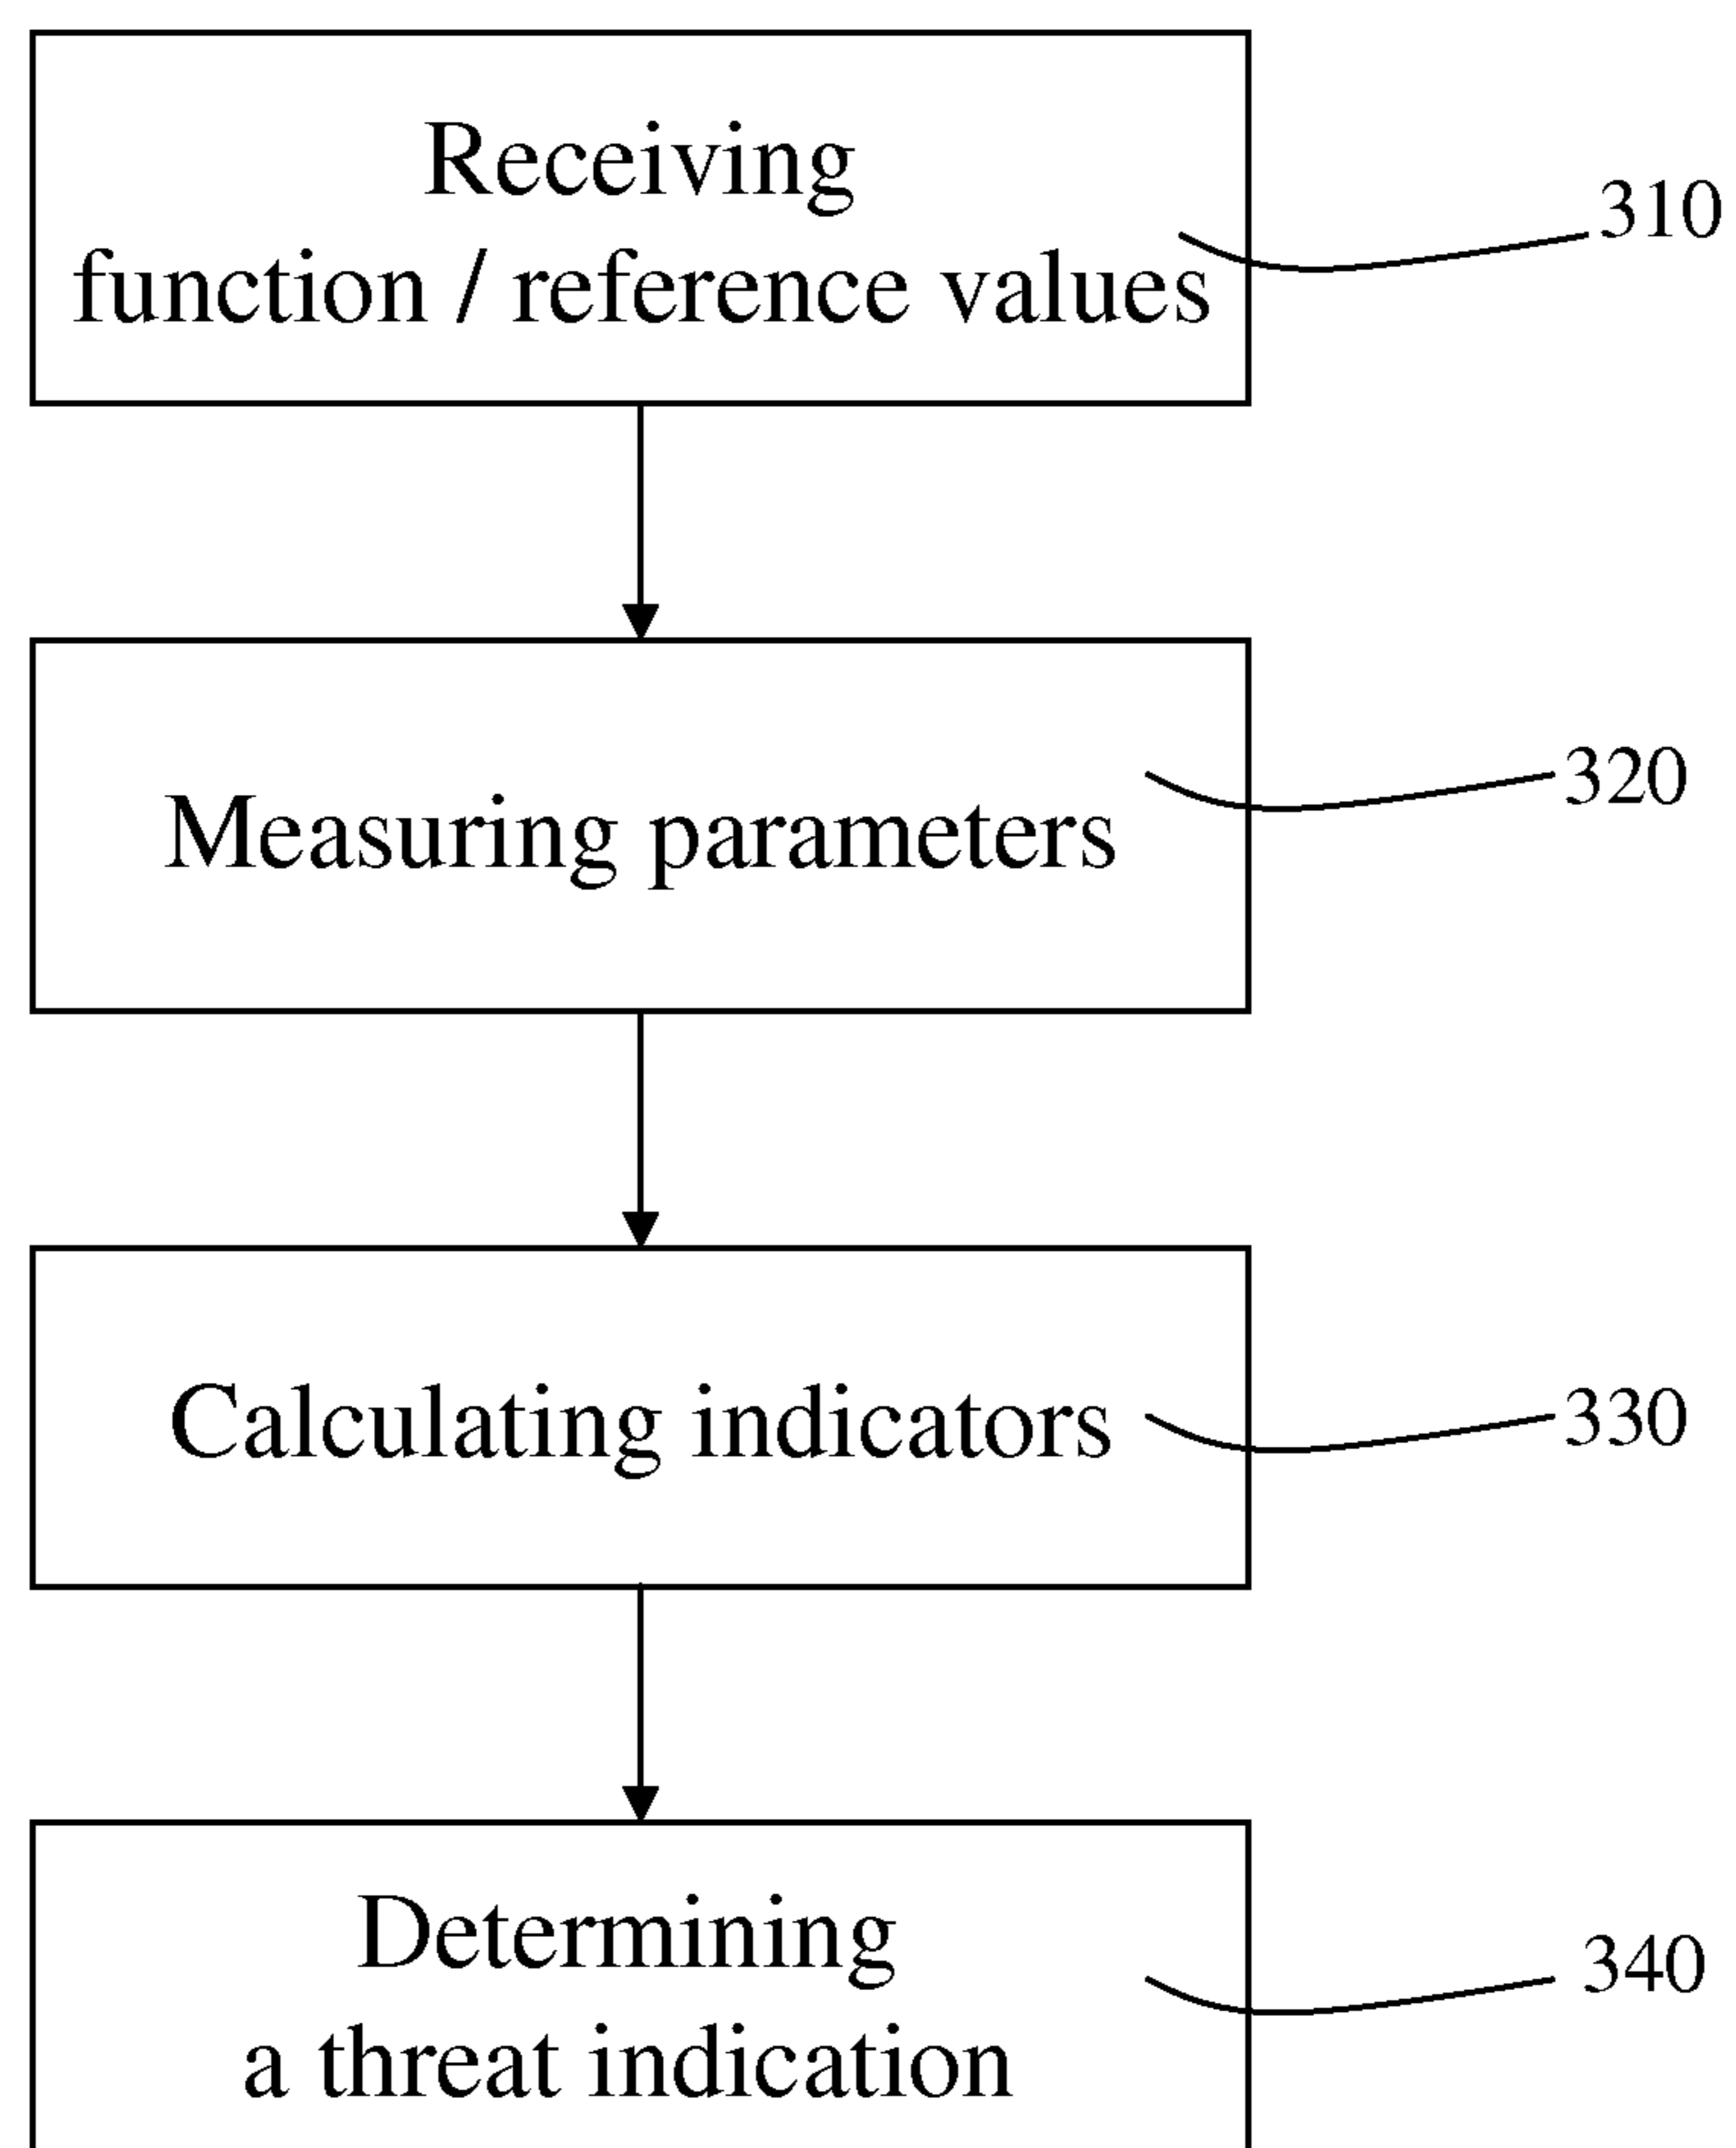 Receiving
function / reference values
310
Measuring parameters
320
Calculating indicators
330
Determining
a threat indication
340